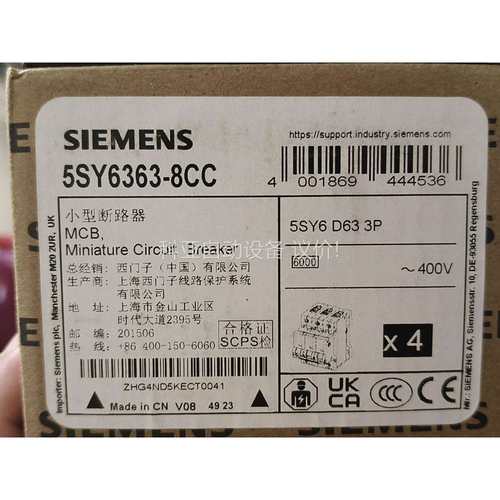 SIEMENS
https://support.industry.siemens.com
5SY6363-8CC
4 001869 444536
小型断路器
MCB,
Miniature Circuit Breaker
5SY6 D63 3P
6000
~400V
总经销：西门子（中国）有限公司
生产商：上海西门子线路保护系统
有限公司
地 址：上海市金山工业区
时代大道2395号
邮 编：201506
热 线：+86 400-150-6060
合格证
SCPS检
x 4
ZHG4ND5KECT0041
Made in CN V08 49 23
UK
CA
CCC
CE
Importer: Siemens plc, Manchester M20 2UR, UK
Mfr.: SIEMENS AG, Siemensstr. 10, DE-93055 Regensburg